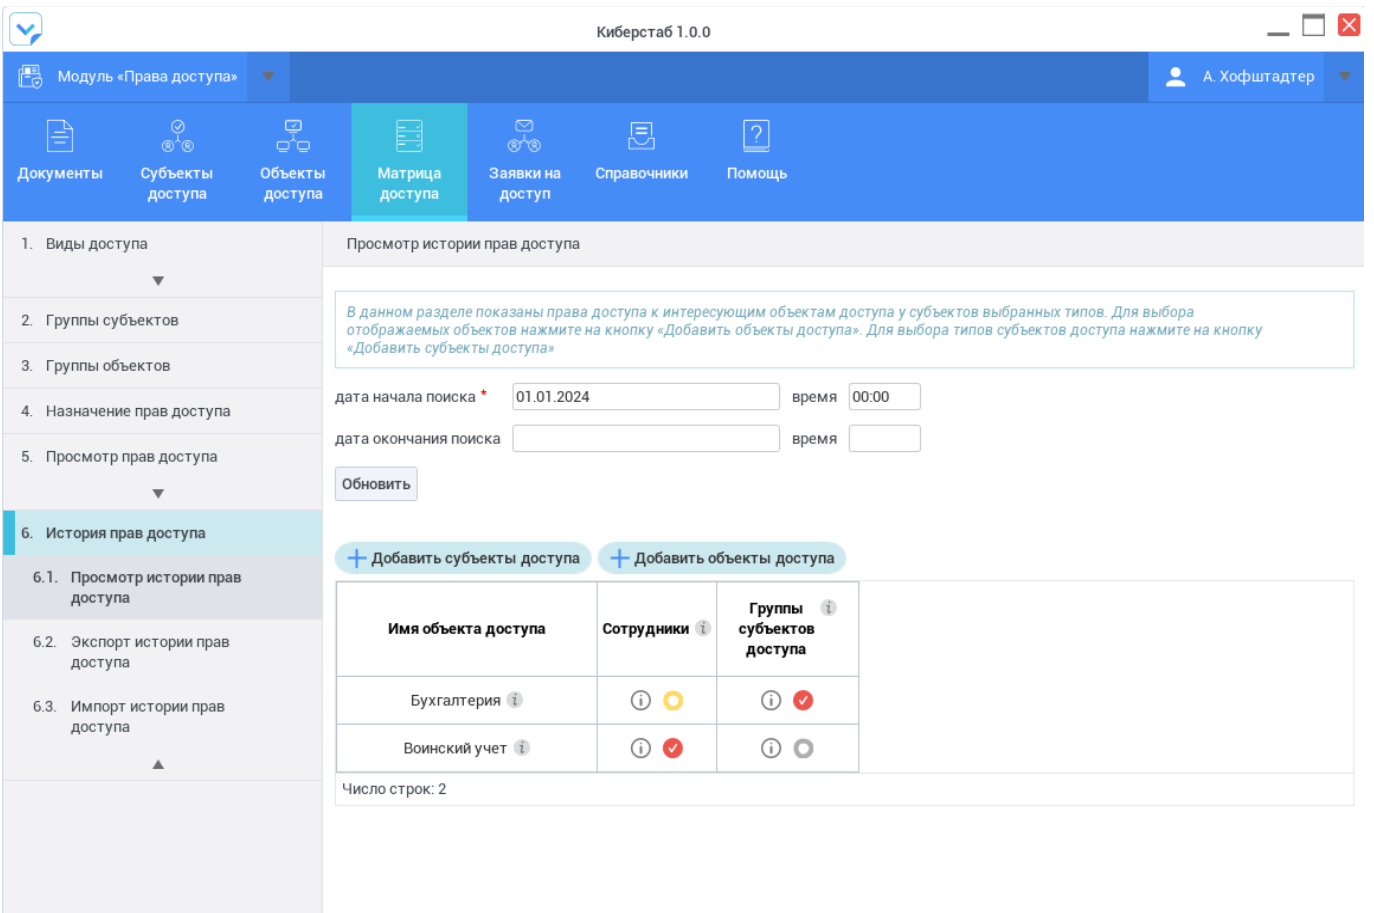 Киберстаб 1.0.0
Модуль «Права доступа»
А. Хофштадтер
Документы
Субъекты
доступа
Объекты
доступа
Матрица
доступа
Заявки на
доступ
Справочники
Помощь
1. Виды доступа
2. Группы субъектов
3. Группы объектов
4. Назначение прав доступа
5. Просмотр прав доступа
6. История прав доступа
6.1. Просмотр истории прав
доступа
6.2. Экспорт истории прав
доступа
6.3. Импорт истории прав
доступа
Просмотр истории прав доступа
В данном разделе показаны права доступа к интересующим объектам доступа у субъектов выбранных типов. Для выбора
отображаемых объектов нажмите на кнопку «Добавить объекты доступа». Для выбора типов субъектов доступа нажмите на кнопку
«Добавить субъекты доступа»
дата начала поиска * 01.01.2024 время 00:00
дата окончания поиска время
Обновить
Добавить субъекты доступа Добавить объекты доступа
Имя объекта доступа
Сотрудники i
Группы i
субъектов
доступа
Бухгалтерия i
Воинский учет i
Число строк: 2